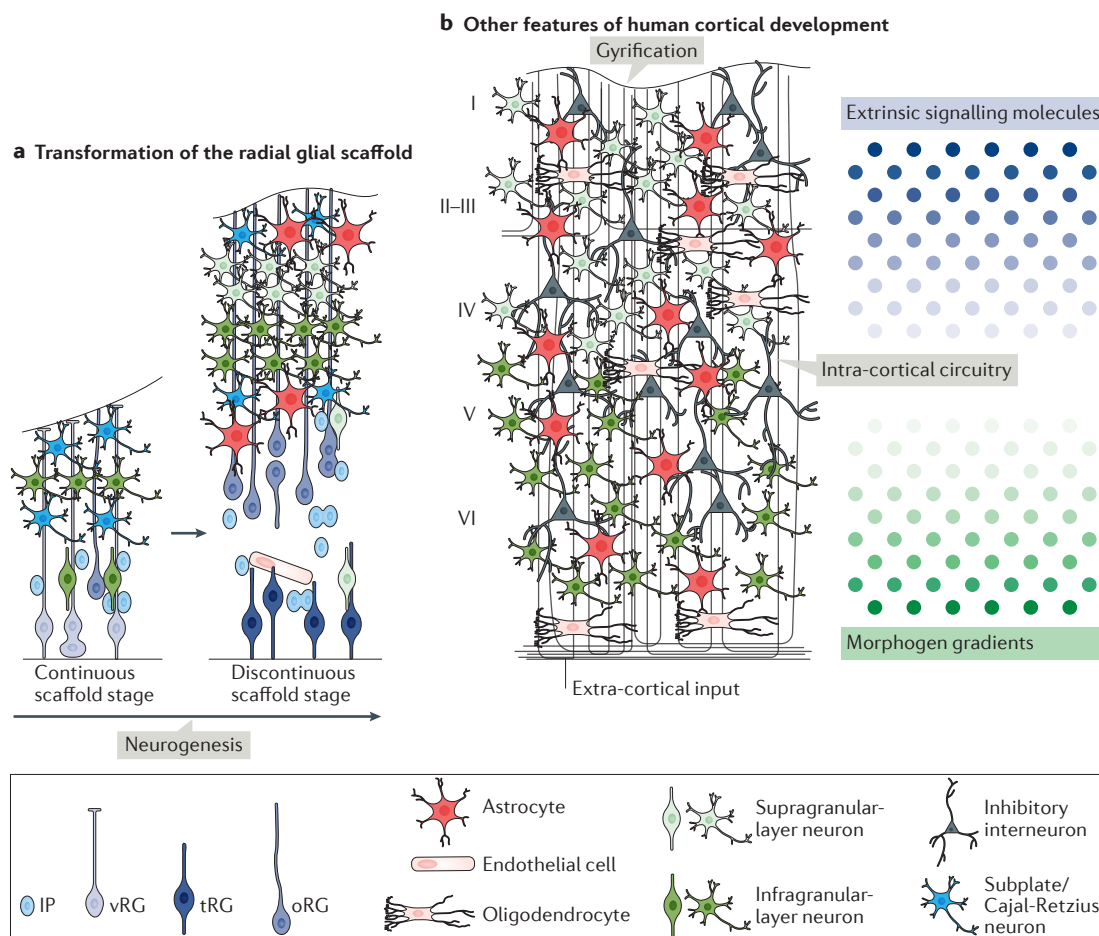 b Other features of human cortical development
Gyrification
I
II–III
IV
V
VI
Extra-cortical input
Intra-cortical circuitry
Extrinsic signalling molecules
Morphogen gradients
a Transformation of the radial glial scaffold
Continuous
scaffold stage
Discontinuous
scaffold stage
Neurogenesis
IP
vRG
tRG
oRG
Astrocyte
Endothelial cell
Oligodendrocyte
Supragranular-
layer neuron
Infragranular-
layer neuron
Inhibitory
interneuron
Subplate/
Cajal-Retzius
neuron